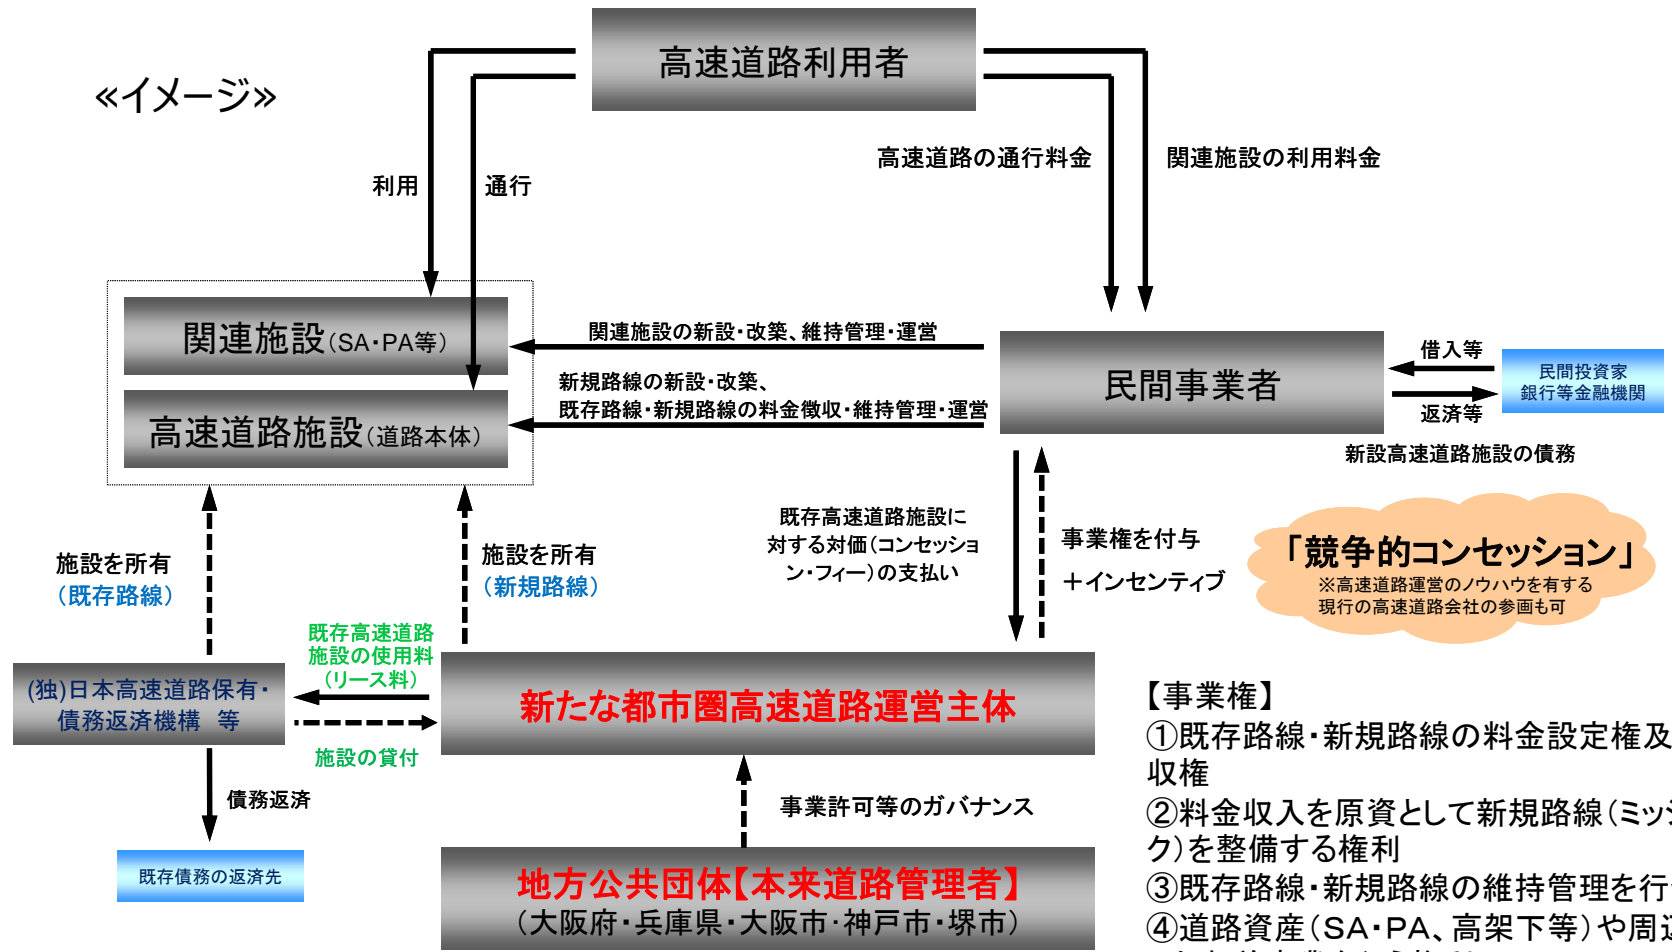 高速道路利用者
«イメージ»
高速道路の通行料金
関連施設の利用料金
利用
通行
関連施設(SA・PA等)
関連施設の新設・改築、維持管理・運営
新規路線の新設・改築、
既存路線・新規路線の料金徴収・維持管理・運営
高速道路施設(道路本体)
民間事業者
借入等
返済等
民間投資家
銀行等金融機関
新設高速道路施設の債務
施設を所有
(既存路線)
施設を所有
(新規路線)
既存高速道路施設に
対する対価(コンセッショ
ン・フィー)の支払い
事業権を付与
+インセンティブ
「競争的コンセッション」
※高速道路運営のノウハウを有する
現行の高速道路会社の参画も可
既存高速道路
施設の使用料
(リース料)
(独)日本高速道路保有・
債務返済機構 等
施設の貸付
新たな都市圏高速道路運営主体
債務返済
既存債務の返済先
事業許可等のガバナンス
地方公共団体【本来道路管理者】
(大阪府・兵庫県・大阪市・神戸市・堺市)
【事業権】
①既存路線・新規路線の料金設定権及
収権
②料金収入を原資として新規路線(ミッシ
ク)を整備する権利
③既存路線・新規路線の維持管理を行
④道路資産(SA・PA、高架下等)や周辺